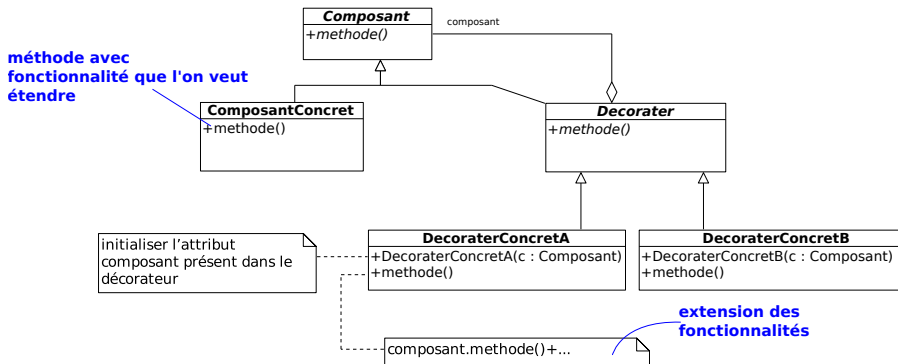 Composant
+methode()
composant
méthode avec
fonctionnalité que l'on veut
étendre
ComposantConcret
+methode()
Decorater
+methode()
initialiser l'attribut
composant présent dans le
décorateur
DecoraterConcretA
+DecoraterConcretA(c : Composant)
+methode()
DecoraterConcretB
+DecoraterConcretB(c : Composant)
+methode()
extension des
fonctionnalités
composant.methode()+...